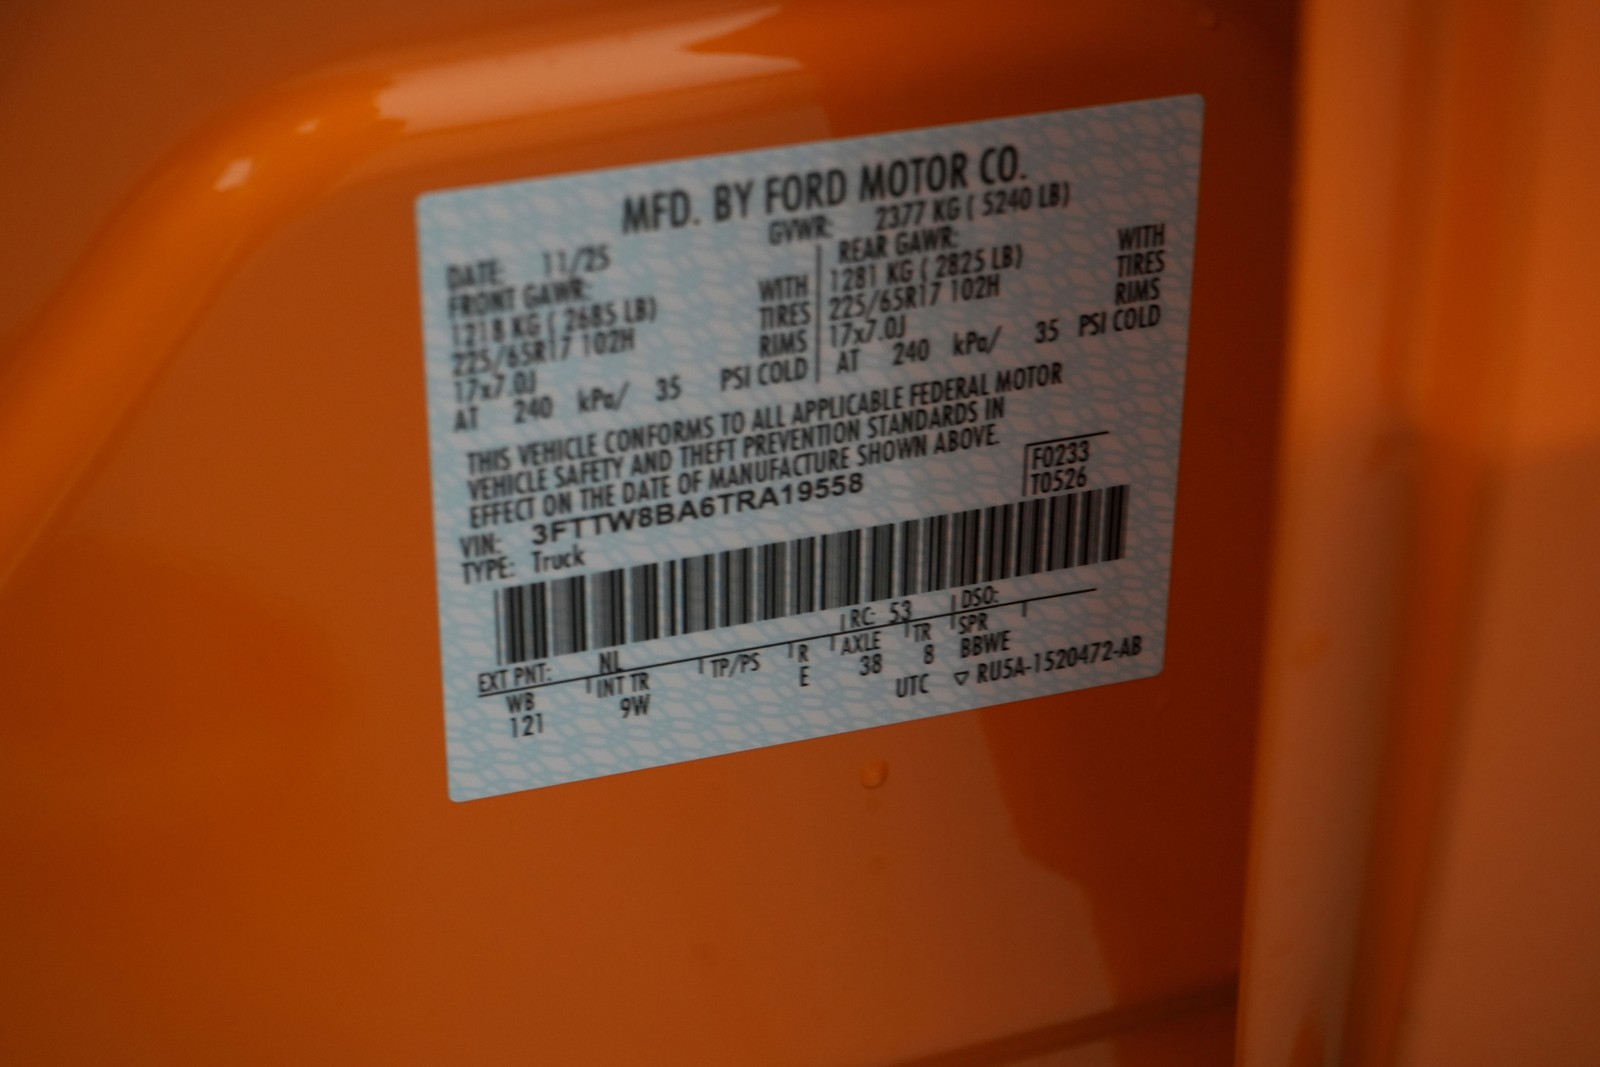 MFD. BY FORD MOTOR CO.
DATE: 11/25 GVWR: 2377 KG ( 5240 LB)
FRONT GAWR: REAR GAWR:
1218 KG ( 2685 LB) WITH 1281 KG ( 2825 LB) WITH
225/65R17 102H TIRES 225/65R17 102H TIRES
17x7.0J RIMS 17x7.0J RIMS
AT 240 kPa/ 35 PSI COLD AT 240 kPa/ 35 PSI COLD
THIS VEHICLE CONFORMS TO ALL APPLICABLE FEDERAL MOTOR
VEHICLE SAFETY AND THEFT PREVENTION STANDARDS IN
EFFECT ON THE DATE OF MANUFACTURE SHOWN ABOVE.
VIN: 3FTTW8BA6TRA19558 F0233
TYPE: Truck T0526
EXT PNT: NL RC: 53 DSO:
WB INT TR TP/PS R AXLE TR SPR
121 9W E 38 8 BBWE
UTC ▽ RU5A-1520472-AB